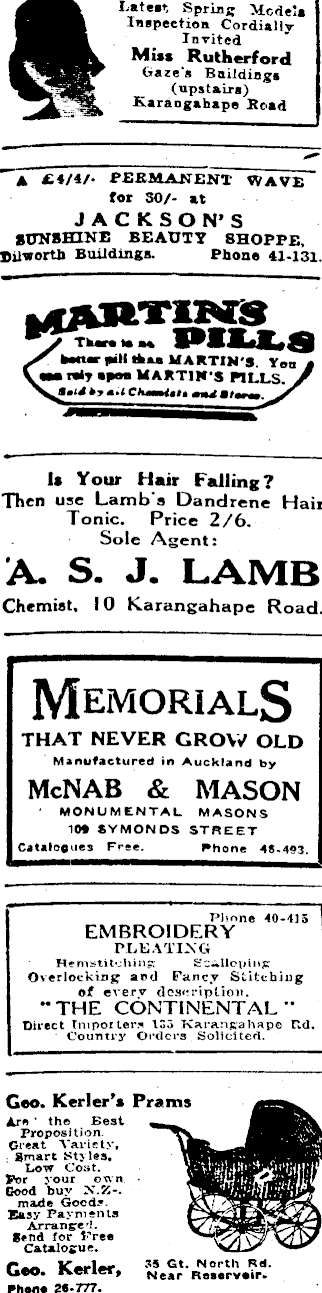 Latest Spring Models
Inspection Cordially
Invited
Miss Rutherford
Gaze's Buildings
(upstairs)
Karangahape Road
A £4/4/- PERMANENT WAVE
for 30/- at
JACKSON'S
SUNSHINE BEAUTY SHOPPE,
Dilworth Buildings. Phone 41-131.
MARTIN'S
PILLS
There is no
better pill than MARTIN'S. You
can rely upon MARTIN'S PILLS.
Sold by all Chemists and Stores.
Is Your Hair Falling?
Then use Lamb's Dandrene Hair
Tonic. Price 2/6.
Sole Agent:
A. S. J. LAMB
Chemist, 10 Karangahape Road.
MEMORIALS
THAT NEVER GROW OLD
Manufactured in Auckland by
McNAB & MASON
MONUMENTAL MASONS
109 SYMONDS STREET
Catalogues Free. Phone 48-493.
Phone 40-415
EMBROIDERY
PLEATING
Hemstitching Scalloping
Overlocking and Fancy Stitching
of every description.
"THE CONTINENTAL"
Direct Importers Karangahape Rd.
Country Orders Solicited.
Geo. Kerler's Prams
Are the Best
Proposition.
Great Variety,
Smart Styles,
Low Cost.
For your own
Good buy N.Z.-
made Goods.
Easy Payments
Arranged.
Send for Free
Catalogue.
Geo. Kerler,
Phone 26-777.
35 Gt. North Rd.
Near Reservoir.